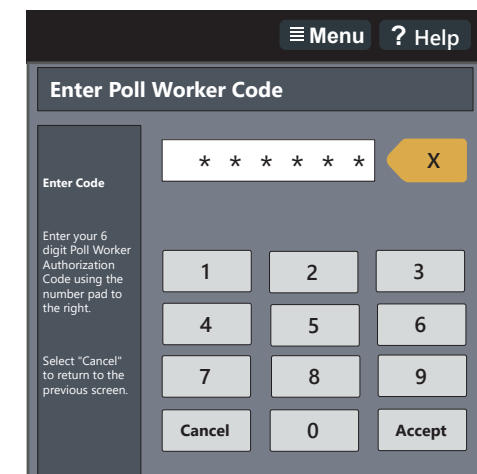 ≡ Menu ? Help
Enter Poll Worker Code
* * * * * * X
Enter Code
Enter your 6
digit Poll Worker
Authorization
Code using the
number pad to
the right.
Select "Cancel"
to return to the
previous screen.
1 2 3
4 5 6
7 8 9
Cancel 0 Accept